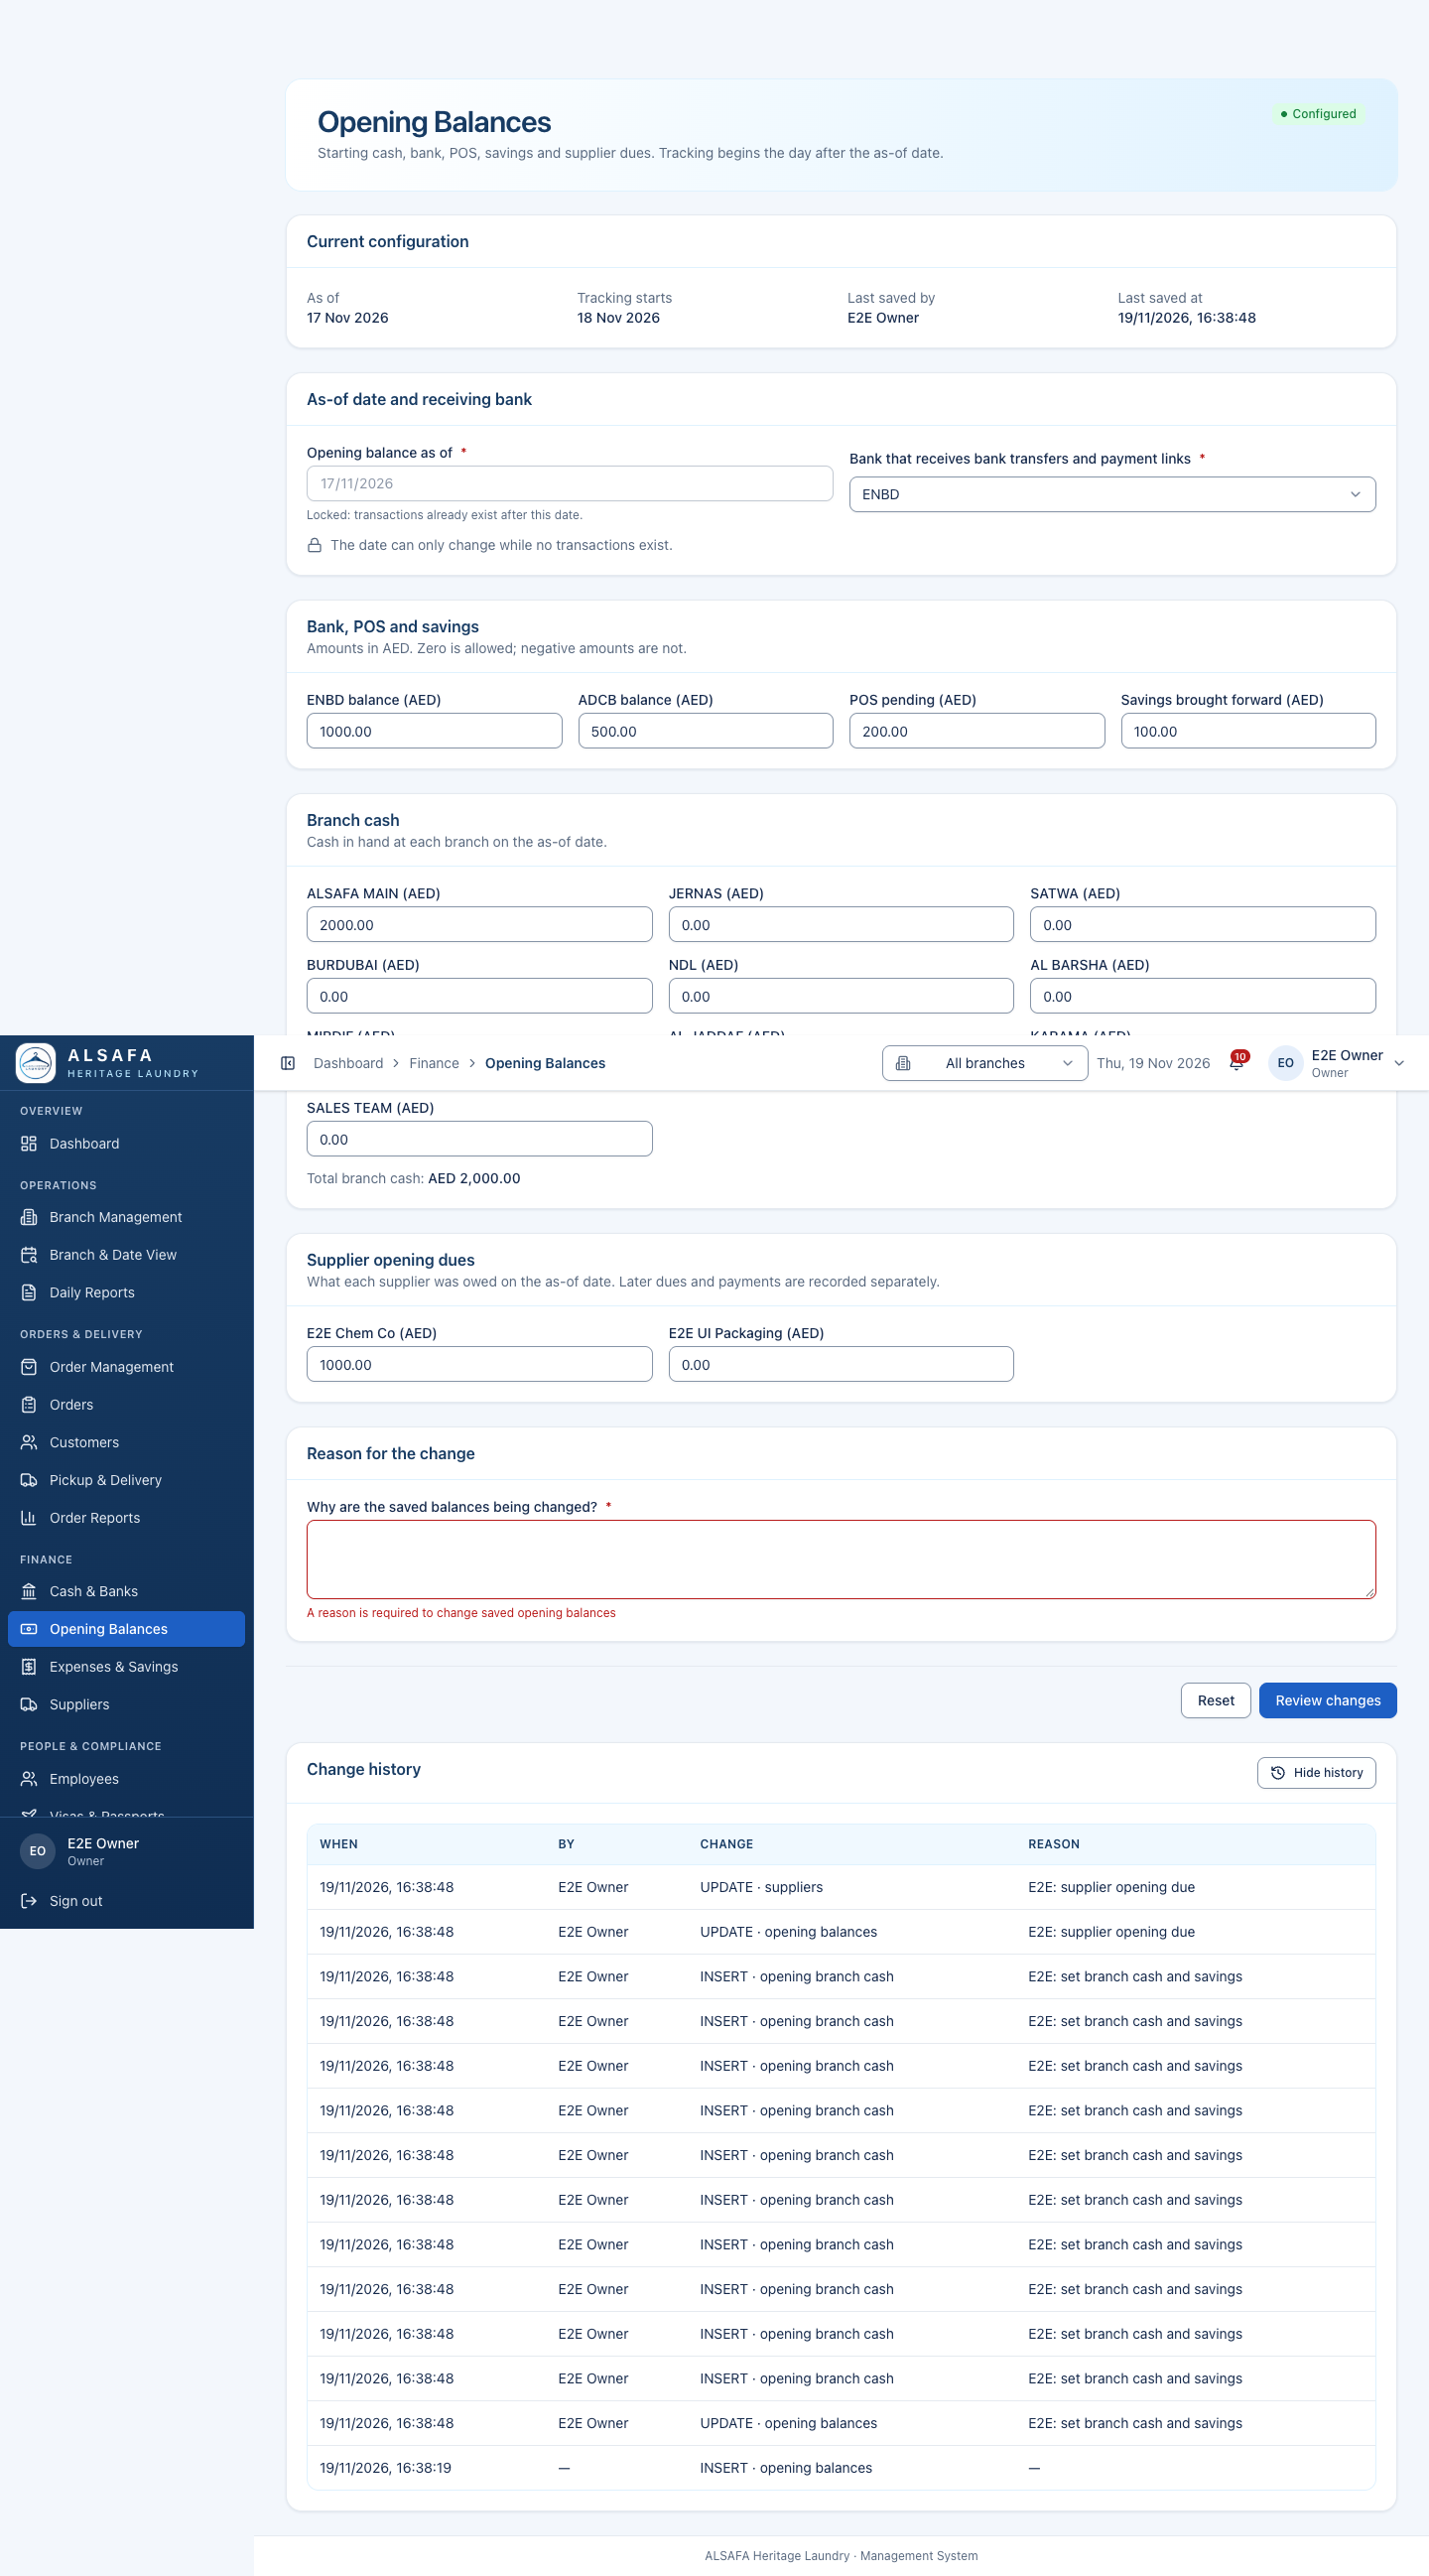 Opening Balances
Configured
Starting cash, bank, POS, savings and supplier dues. Tracking begins the day after the as-of date.
Current configuration
As of
17 Nov 2026
Tracking starts
18 Nov 2026
Last saved by
E2E Owner
Last saved at
19/11/2026, 16:38:48
As-of date and receiving bank
Opening balance as of *
17/11/2026
Locked: transactions already exist after this date.
The date can only change while no transactions exist.
Bank that receives bank transfers and payment links *
ENBD
Bank, POS and savings
Amounts in AED. Zero is allowed; negative amounts are not.
ENBD balance (AED)
1000.00
ADCB balance (AED)
500.00
POS pending (AED)
200.00
Savings brought forward (AED)
100.00
Branch cash
Cash in hand at each branch on the as-of date.
ALSAFA MAIN (AED)
2000.00
JERNAS (AED)
0.00
SATWA (AED)
0.00
BURDUBAI (AED)
0.00
NDL (AED)
0.00
AL BARSHA (AED)
0.00
ALSAFA
HERITAGE LAUNDRY
Dashboard > Finance > Opening Balances
All branches
Thu, 19 Nov 2026
10
EO
E2E Owner
Owner
OVERVIEW
Dashboard
OPERATIONS
Branch Management
Branch & Date View
Daily Reports
ORDERS & DELIVERY
Order Management
Orders
Customers
Pickup & Delivery
Order Reports
FINANCE
Cash & Banks
Opening Balances
Expenses & Savings
Suppliers
PEOPLE & COMPLIANCE
Employees
Visas & Passports
EO
E2E Owner
Owner
Sign out
SALES TEAM (AED)
0.00
Total branch cash: AED 2,000.00
Supplier opening dues
What each supplier was owed on the as-of date. Later dues and payments are recorded separately.
E2E Chem Co (AED)
1000.00
E2E UI Packaging (AED)
0.00
Reason for the change
Why are the saved balances being changed? *
A reason is required to change saved opening balances
Reset
Review changes
Change history
Hide history
WHEN BY CHANGE REASON
19/11/2026, 16:38:48 E2E Owner UPDATE · suppliers E2E: supplier opening due
19/11/2026, 16:38:48 E2E Owner UPDATE · opening balances E2E: supplier opening due
19/11/2026, 16:38:48 E2E Owner INSERT · opening branch cash E2E: set branch cash and savings
19/11/2026, 16:38:48 E2E Owner INSERT · opening branch cash E2E: set branch cash and savings
19/11/2026, 16:38:48 E2E Owner INSERT · opening branch cash E2E: set branch cash and savings
19/11/2026, 16:38:48 E2E Owner INSERT · opening branch cash E2E: set branch cash and savings
19/11/2026, 16:38:48 E2E Owner INSERT · opening branch cash E2E: set branch cash and savings
19/11/2026, 16:38:48 E2E Owner INSERT · opening branch cash E2E: set branch cash and savings
19/11/2026, 16:38:48 E2E Owner INSERT · opening branch cash E2E: set branch cash and savings
19/11/2026, 16:38:48 E2E Owner INSERT · opening branch cash E2E: set branch cash and savings
19/11/2026, 16:38:48 E2E Owner INSERT · opening branch cash E2E: set branch cash and savings
19/11/2026, 16:38:48 E2E Owner INSERT · opening branch cash E2E: set branch cash and savings
19/11/2026, 16:38:48 E2E Owner UPDATE · opening balances E2E: set branch cash and savings
19/11/2026, 16:38:19 — INSERT · opening balances —
ALSAFA Heritage Laundry · Management System